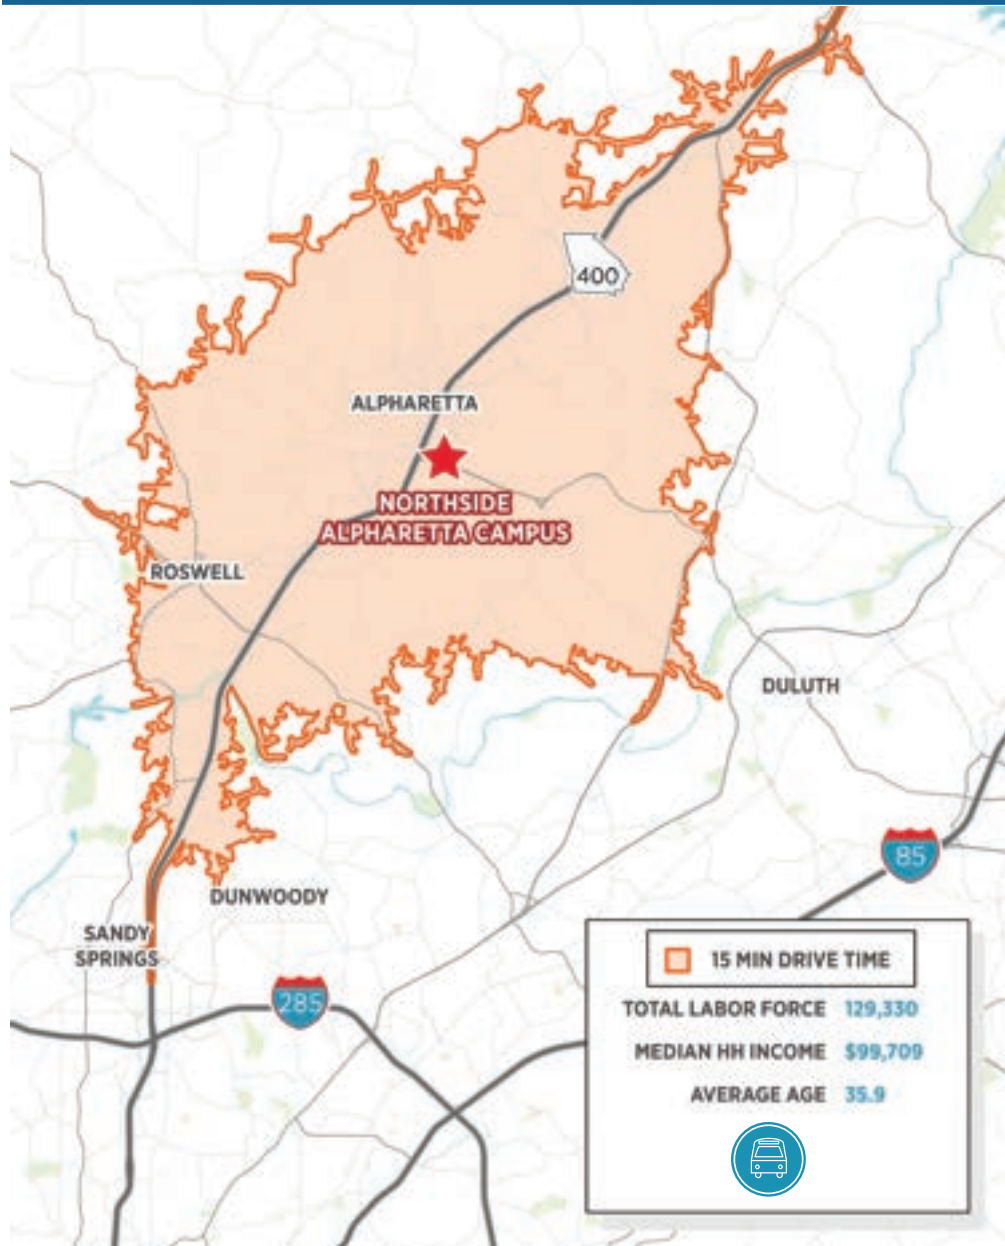 400
ALPHARETTA
NORTHSIDE
ALPHARETTA CAMPUS
ROSWELL
DULUTH
85
DUNWOODY
SANDY
SPRINGS
285
15 MIN DRIVE TIME
TOTAL LABOR FORCE 129,330
MEDIAN HH INCOME $99,709
AVERAGE AGE 35.9